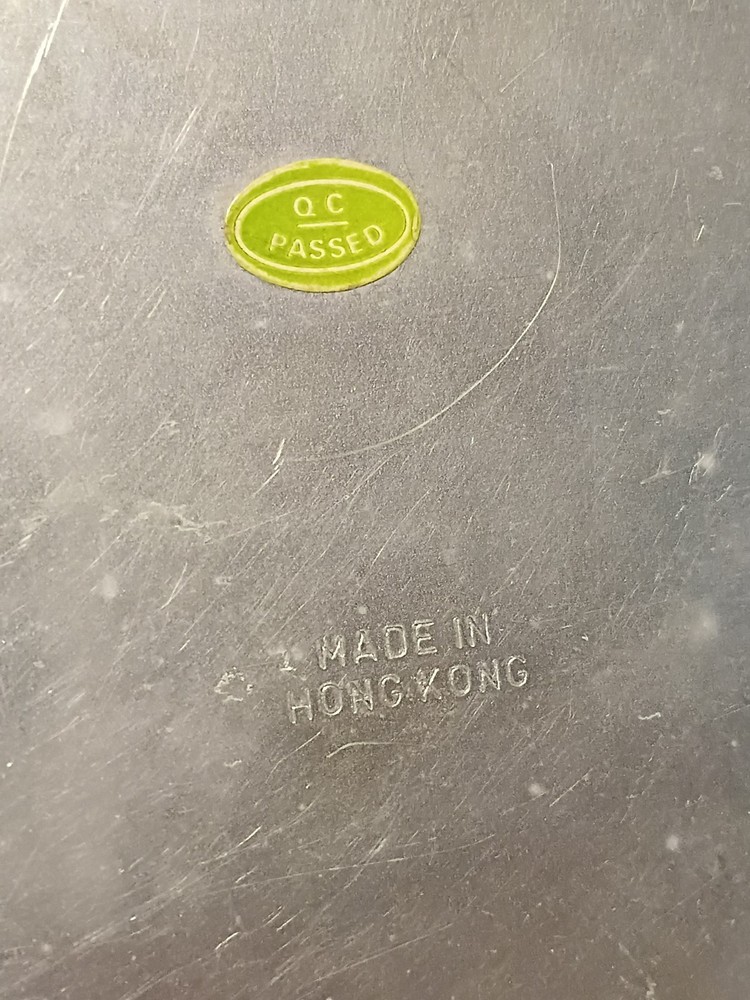 QC
PASSED
MADE IN
HONG KONG